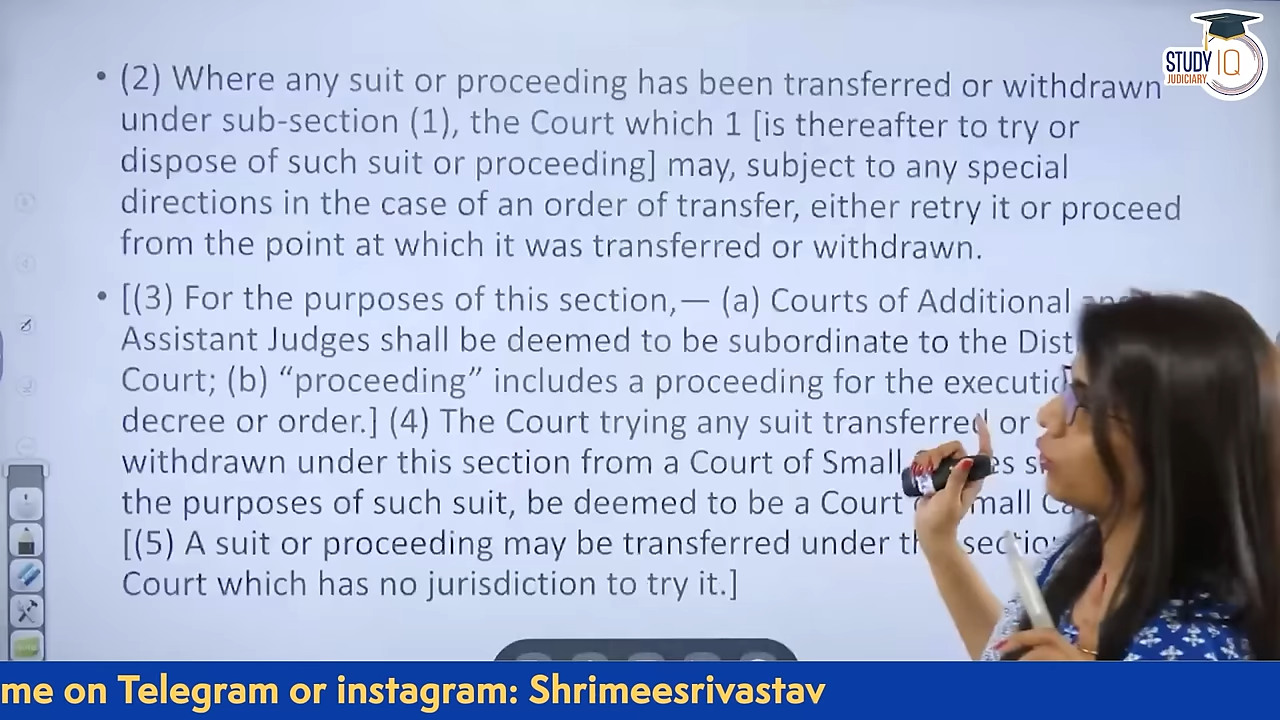 STUDY IQ
JUDICIARY
• (2) Where any suit or proceeding has been transferred or withdrawn
under sub-section (1), the Court which 1 [is thereafter to try or
dispose of such suit or proceeding] may, subject to any special
directions in the case of an order of transfer, either retry it or proceed
from the point at which it was transferred or withdrawn.
• [(3) For the purposes of this section,— (a) Courts of Additional
Assistant Judges shall be deemed to be subordinate to the
Court; (b) “proceeding” includes a proceeding for the
decree or order.] (4) The Court trying any suit transferred or
withdrawn under this section from a Court of Small
the purposes of such suit, be deemed to be a Court
[(5) A suit or proceeding may be transferred under
Court which has no jurisdiction to try it.]
me on Telegram or instagram: Shrimeesrivastav